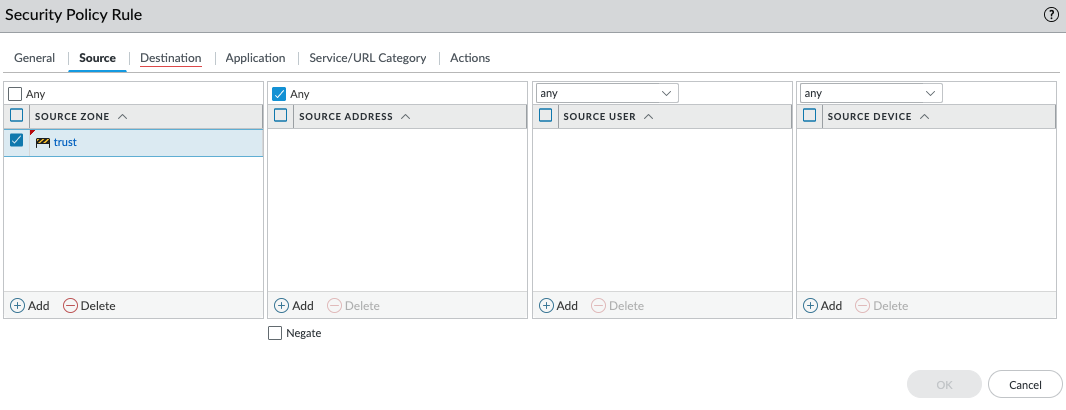 Security Policy Rule
General Source Destination Application Service/URL Category Actions
Any Any any any
SOURCE ZONE SOURCE ADDRESS SOURCE USER SOURCE DEVICE
trust
Add Delete Add Delete Add Delete Add Delete
Negate
OK Cancel